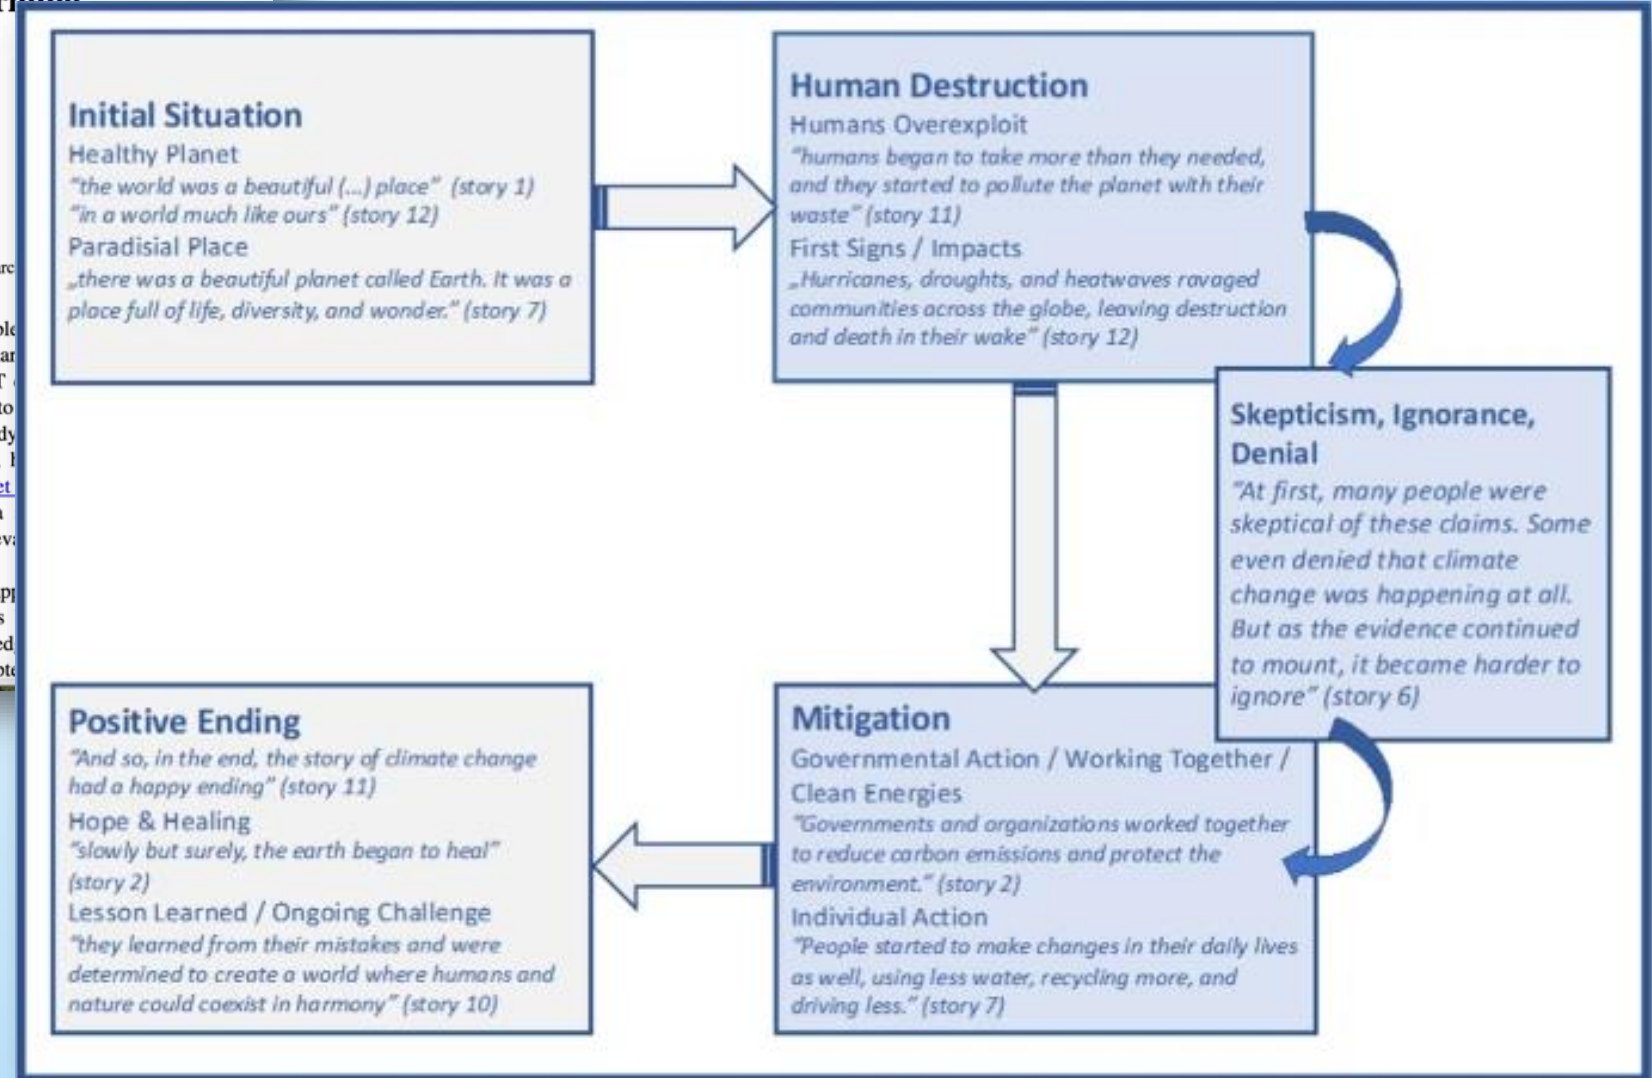 Initial Situation
Healthy Planet
"the world was a beautiful (...) place" (story 1)
"in a world much like ours" (story 12)
Paradisial Place
„there was a beautiful planet called Earth. It was a
place full of life, diversity, and wonder." (story 7)
Human Destruction
Humans Overexploit
"humans began to take more than they needed,
and they started to pollute the planet with their
waste" (story 11)
First Signs / Impacts
„Hurricanes, droughts, and heatwaves ravaged
communities across the globe, leaving destruction
and death in their wake" (story 12)
Skepticism, Ignorance,
Denial
"At first, many people were
skeptical of these claims. Some
even denied that climate
change was happening at all.
But as the evidence continued
to mount, it became harder to
ignore" (story 6)
Mitigation
Governmental Action / Working Together /
Clean Energies
"Governments and organizations worked together
to reduce carbon emissions and protect the
environment." (story 2)
Individual Action
"People started to make changes in their daily lives
as well, using less water, recycling more, and
driving less." (story 7)
Positive Ending
"And so, in the end, the story of climate change
had a happy ending" (story 11)
Hope & Healing
"slowly but surely, the earth began to heal"
(story 2)
Lesson Learned / Ongoing Challenge
"they learned from their mistakes and were
determined to create a world where humans and
nature could coexist in harmony" (story 10)